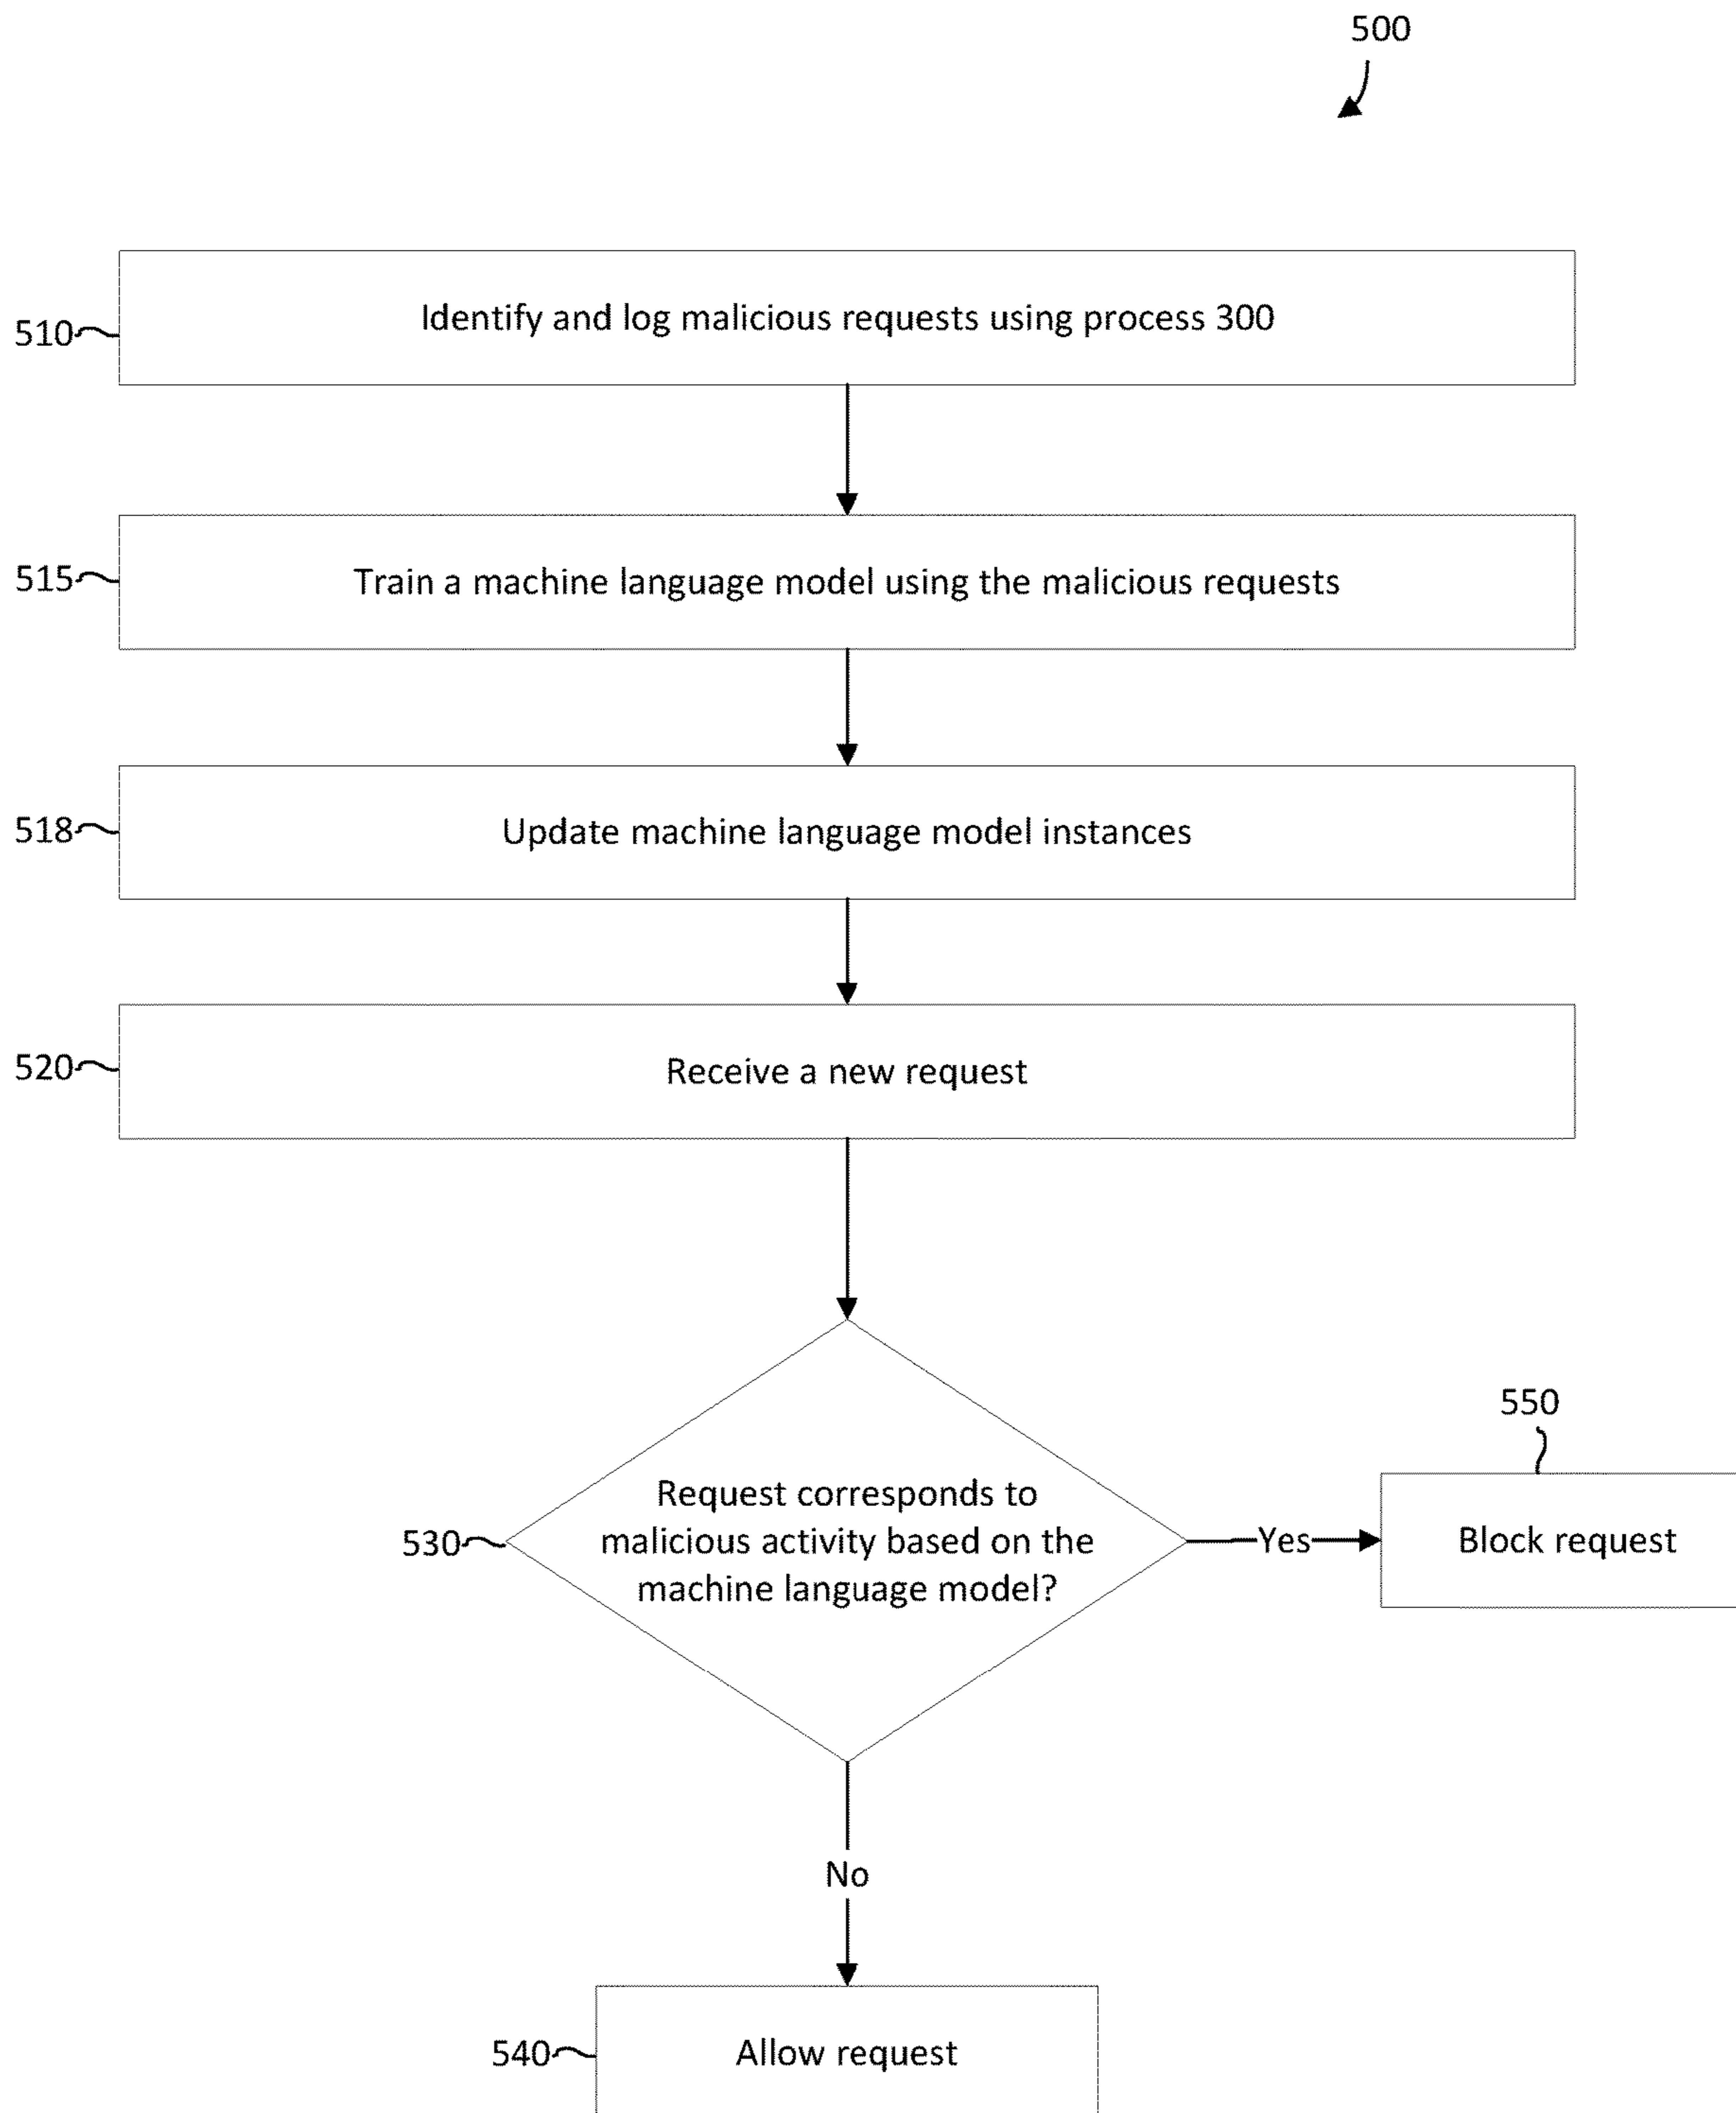 500
Identify and log malicious requests using process 300
510
Train a machine language model using the malicious requests
515
Update machine language model instances
518
Receive a new request
520
550
Request corresponds to
malicious activity based on the
machine language model?
530
Yes
Block request
No
Allow request
540